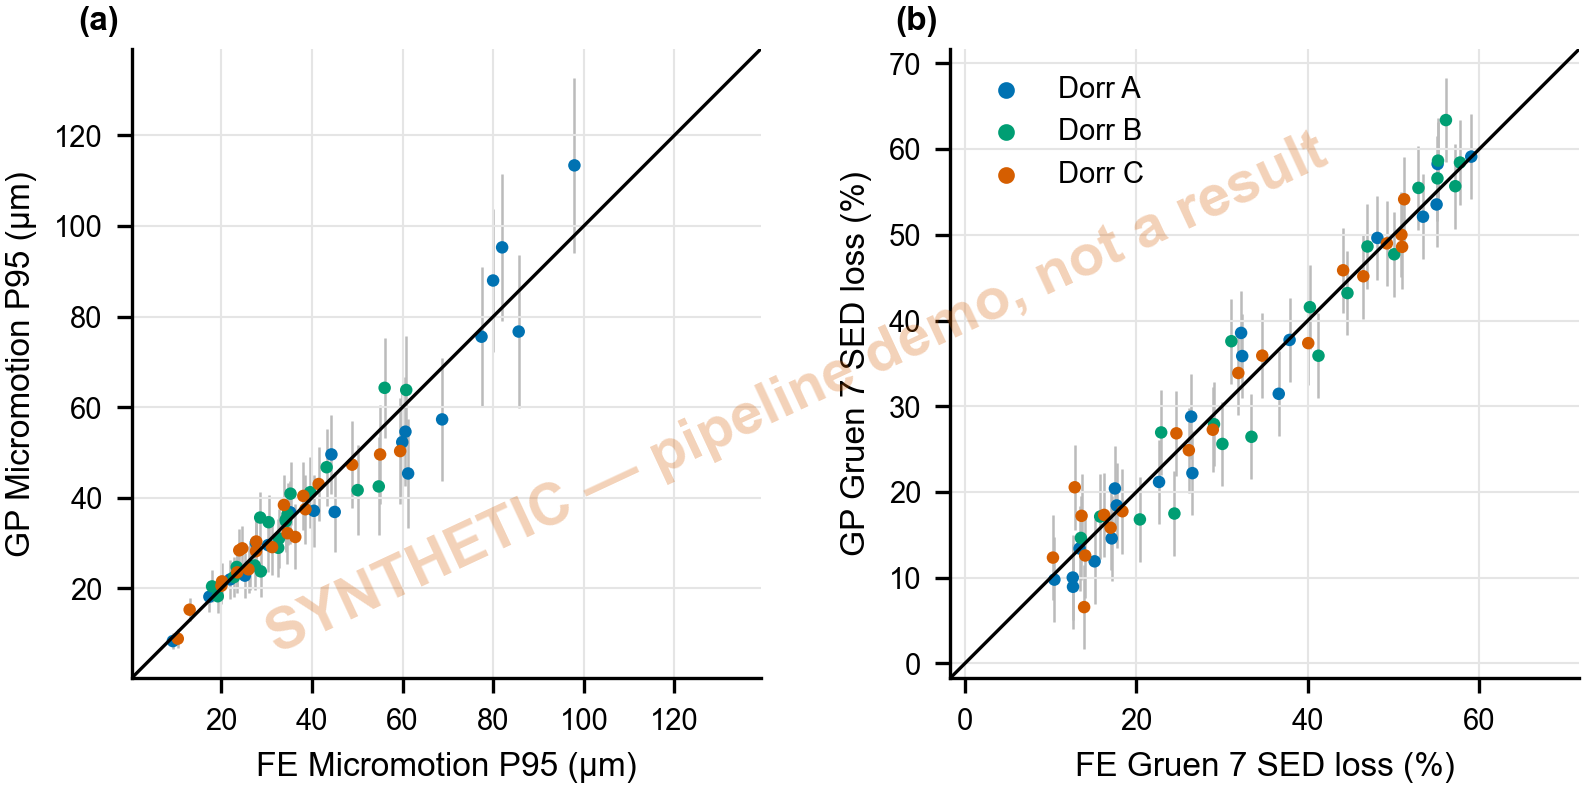 (a)
GP Micromotion P95 (µm)
120
100
80
60
40
20
20 40 60 80 100 120
FE Micromotion P95 (µm)
(b)
GP Gruen 7 SED loss (%)
70
60
50
40
30
20
10
0
Dorr A
Dorr B
Dorr C
0 20 40 60
FE Gruen 7 SED loss (%)
SYNTHETIC — pipeline demo, not a result